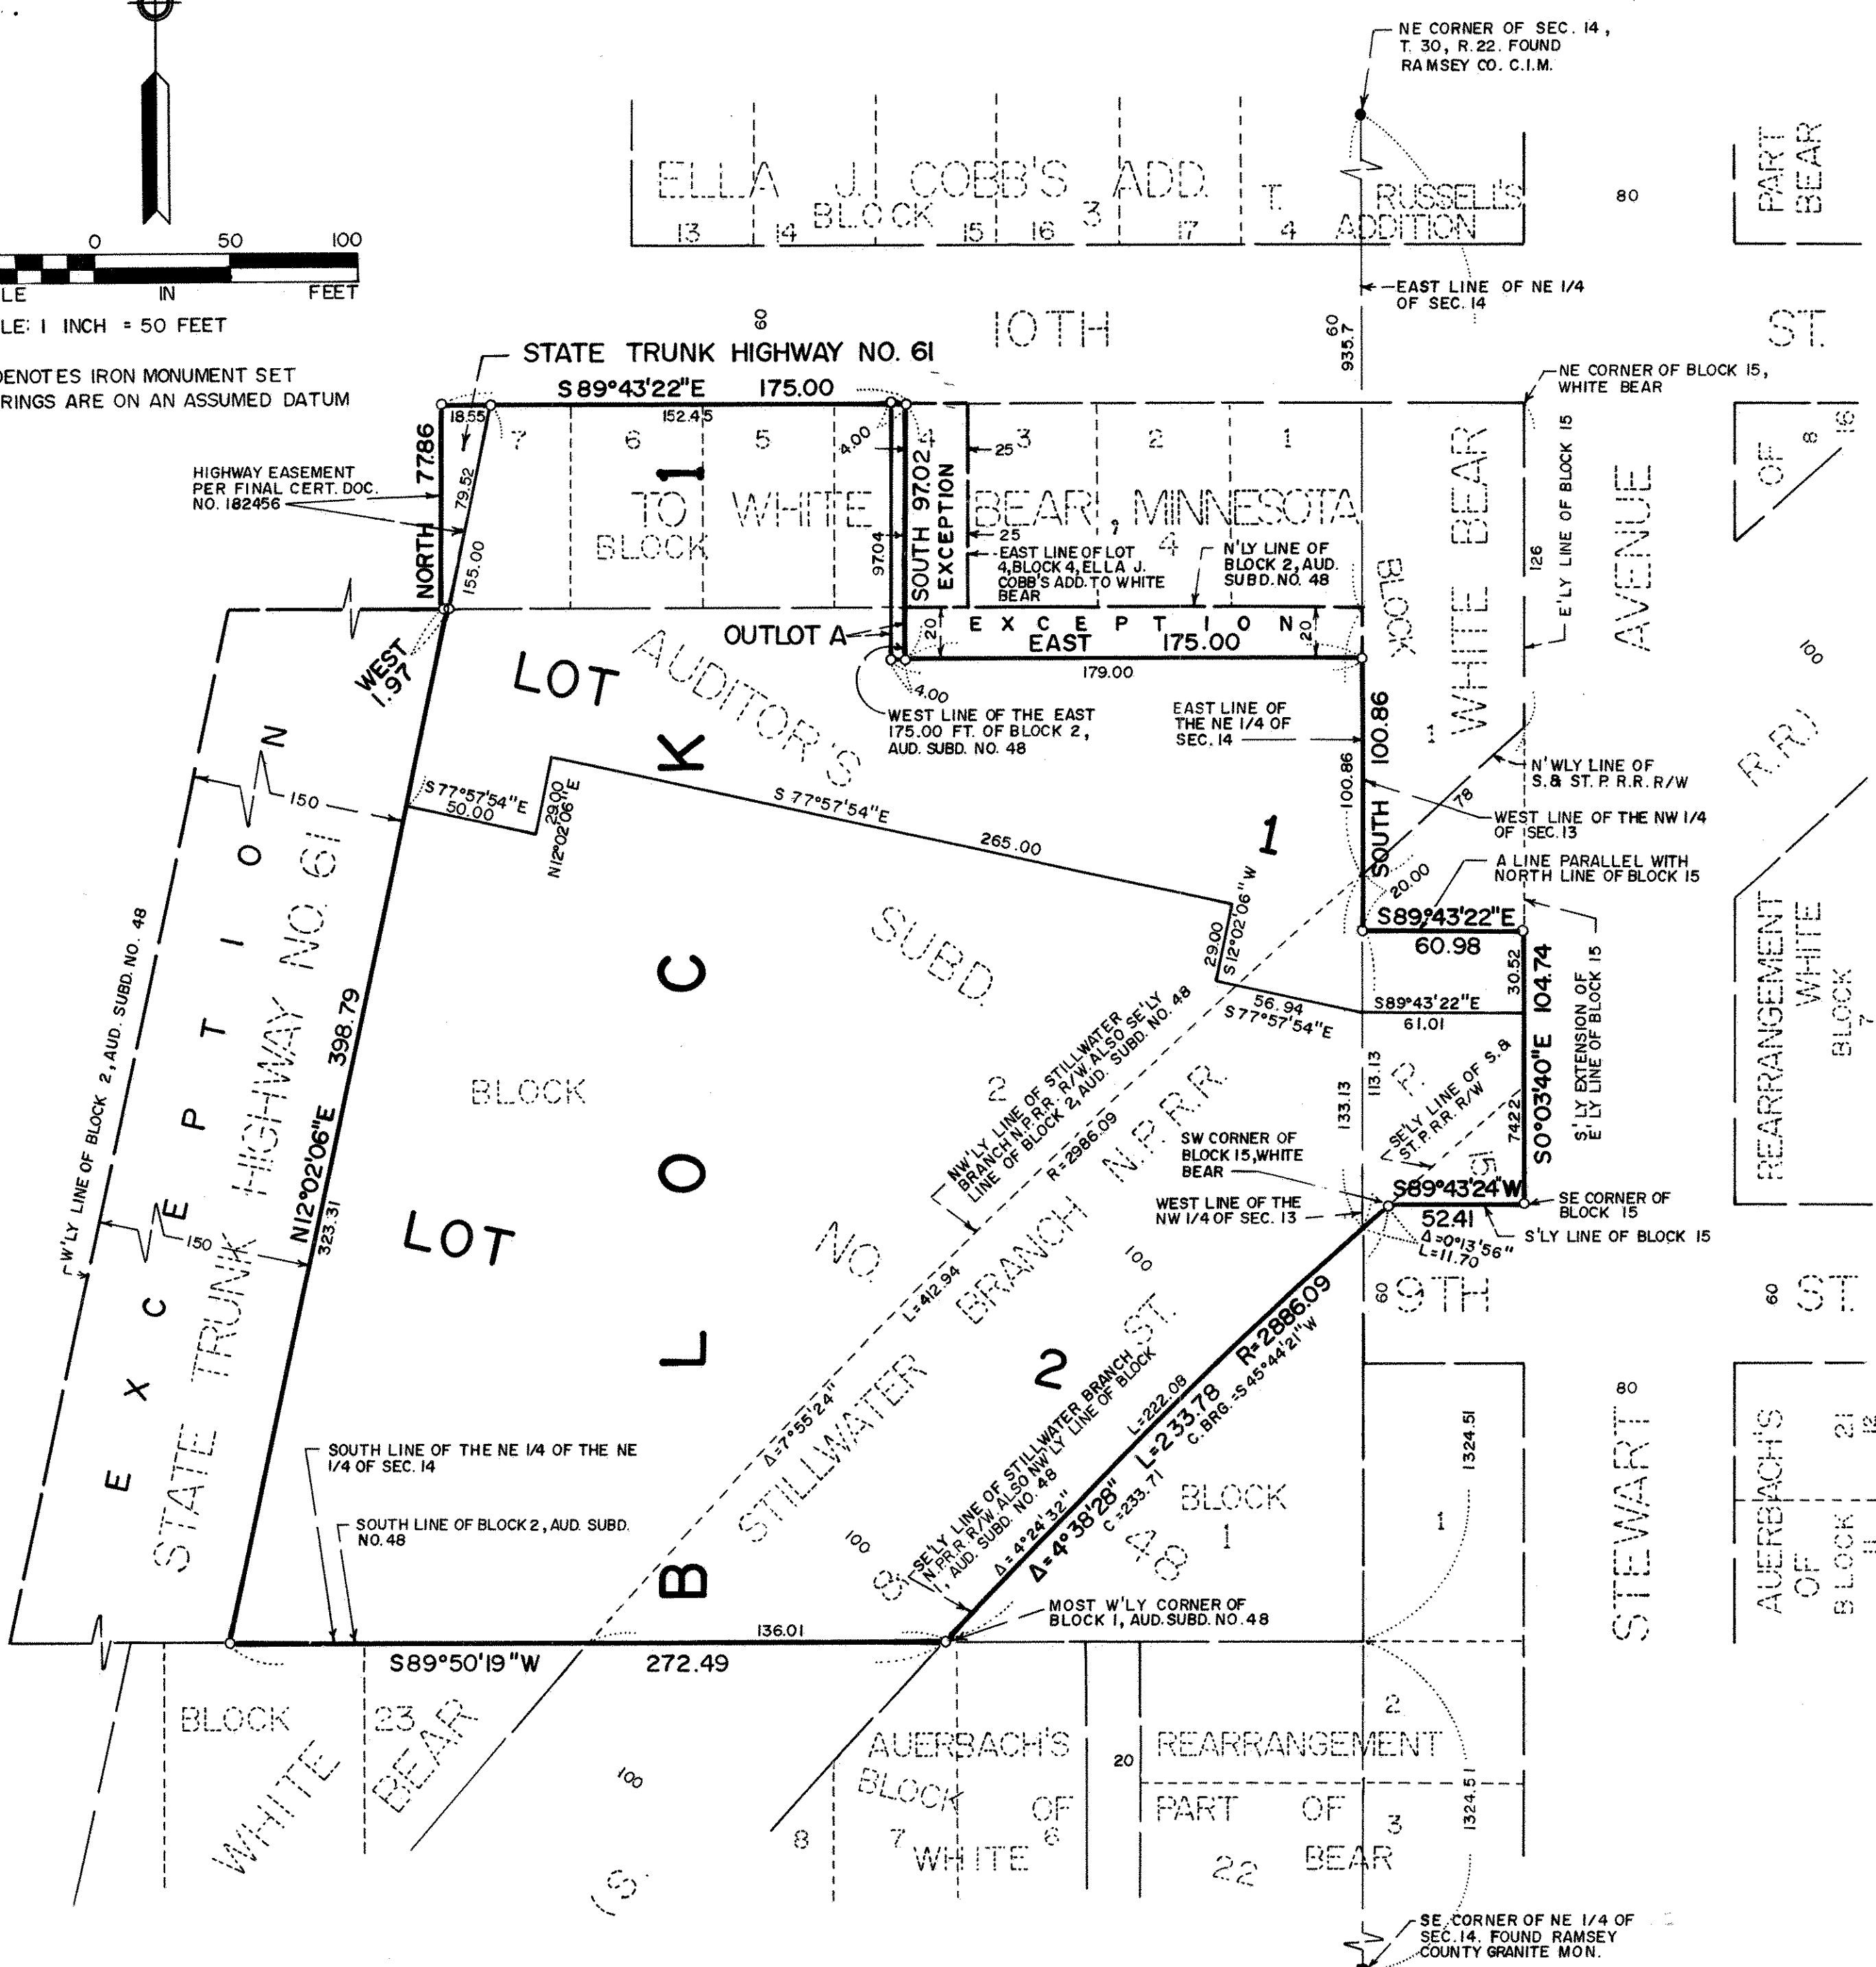 NE CORNER OF SEC. 14,
T. 30, R. 22. FOUND
RAMSEY CO. C.I.M.
ELLA J. COBB'S ADD.
BLOCK 3
13 14 15 16 17
T. RUSSELL'S
4 ADDITION
80
PART
BEAR
0 50 100
LE IN FEET
LE: 1 INCH = 50 FEET
DENOTES IRON MONUMENT SET
RINGS ARE ON AN ASSUMED DATUM
EAST LINE OF NE 1/4
OF SEC. 14
60
10TH
60
935.7
ST.
STATE TRUNK HIGHWAY NO. 61
S89°43'22"E 175.00
18.55
152.45
NE CORNER OF BLOCK 15,
WHITE BEAR
HIGHWAY EASEMENT
PER FINAL CERT. DOC.
NO. 182456
NORTH 77.86
79.52
155.00
7 6 5 4 3 2 1
1
4.00
25
25
97.04
SOUTH 97.02
EXCEPTION
TO WHITE BEAR, MINNESOTA
BLOCK 4
EAST LINE OF LOT
4, BLOCK 4, ELLA J.
COBB'S ADD. TO WHITE
BEAR
N'LY LINE OF
BLOCK 2, AUD.
SUBD. NO. 48
BLOCK
WHITE BEAR
126
E'LY LINE OF BLOCK 15
AVENUE
OF
8
16
100
R.R.)
WEST
1.97
OUTLOT A
20
EXCEPTION
20
EAST 175.00
179.00
4.00
WEST LINE OF THE EAST
175.00 FT. OF BLOCK 2,
AUD. SUBD. NO. 48
LOT
AUDITOR'S
EAST LINE OF
THE NE 1/4 OF
SEC. 14
100.86
SOUTH 100.86
1
WHITE BEAR
N'WLY LINE OF
S. & ST. P. R.R. R/W
78
WEST LINE OF THE NW 1/4
OF SEC. 13
A LINE PARALLEL WITH
NORTH LINE OF BLOCK 15
20.00
S89°43'22"E
60.98
150
S77°57'54"E
50.00
29.00
N12°02'06"E
S 77°57'54"E
265.00
1
29.00
S12°02'06"W
56.94
S77°57'54"E
S89°43'22"E
61.01
30.52
S0°03'40"E 104.74
74.22
S'LY EXTENSION OF
E'LY LINE OF BLOCK 15
REARRANGEMENT
WHITE
BLOCK
7
W'LY LINE OF BLOCK 2, AUD. SUBD. NO. 48
EXCEPTION
STATE TRUNK HIGHWAY NO. 61
150
N12°02'06"E 398.79
323.31
SUBD.
BLOCK 2
BLOCK
LOT
NO.
NW'LY LINE OF STILLWATER
BRANCH N.P.R.R. R/W. ALSO SE'LY
LINE OF BLOCK 2, AUD. SUBD. NO. 48
R=2986.09
L=412.94
Δ=7°55'24"
STILLWATER BRANCH N.P.R.R.
133.13
113.13
P.
SE'LY LINE OF S. &
ST. P. R.R. R/W
15
SW CORNER OF
BLOCK 15, WHITE
BEAR
WEST LINE OF THE
NW 1/4 OF SEC. 13
S89°43'24"W
52.41
Δ=0°13'56"
L=11.70
SE CORNER OF
BLOCK 15
S'LY LINE OF BLOCK 15
100
ST.
60
9TH
60
ST.
2
SE'LY LINE OF STILLWATER BRANCH
N.P.R.R. R/W. ALSO NW'LY LINE OF BLOCK
1, AUD. SUBD. NO. 48
L=222.08
Δ=4°24'32"
Δ=4°38'28" L=233.78 R=2886.09
C=233.71 C. BRG.=S45°44'21"W
100
&
48
BLOCK
1
1
1324.51
80
STEWART
AUERBACH'S
OF
BLOCK
21
12
11
SOUTH LINE OF THE NE 1/4 OF THE NE
1/4 OF SEC. 14
SOUTH LINE OF BLOCK 2, AUD. SUBD.
NO. 48
MOST W'LY CORNER OF
BLOCK 1, AUD. SUBD. NO. 48
136.01
S89°50'19"W 272.49
BLOCK 23
WHITE BEAR
100
(S.
AUERBACH'S
BLOCK OF
8 7 6
WHITE
20
2
REARRANGEMENT
PART OF
3
22 BEAR
1324.51
SE CORNER OF NE 1/4 OF
SEC. 14. FOUND RAMSEY
COUNTY GRANITE MON.